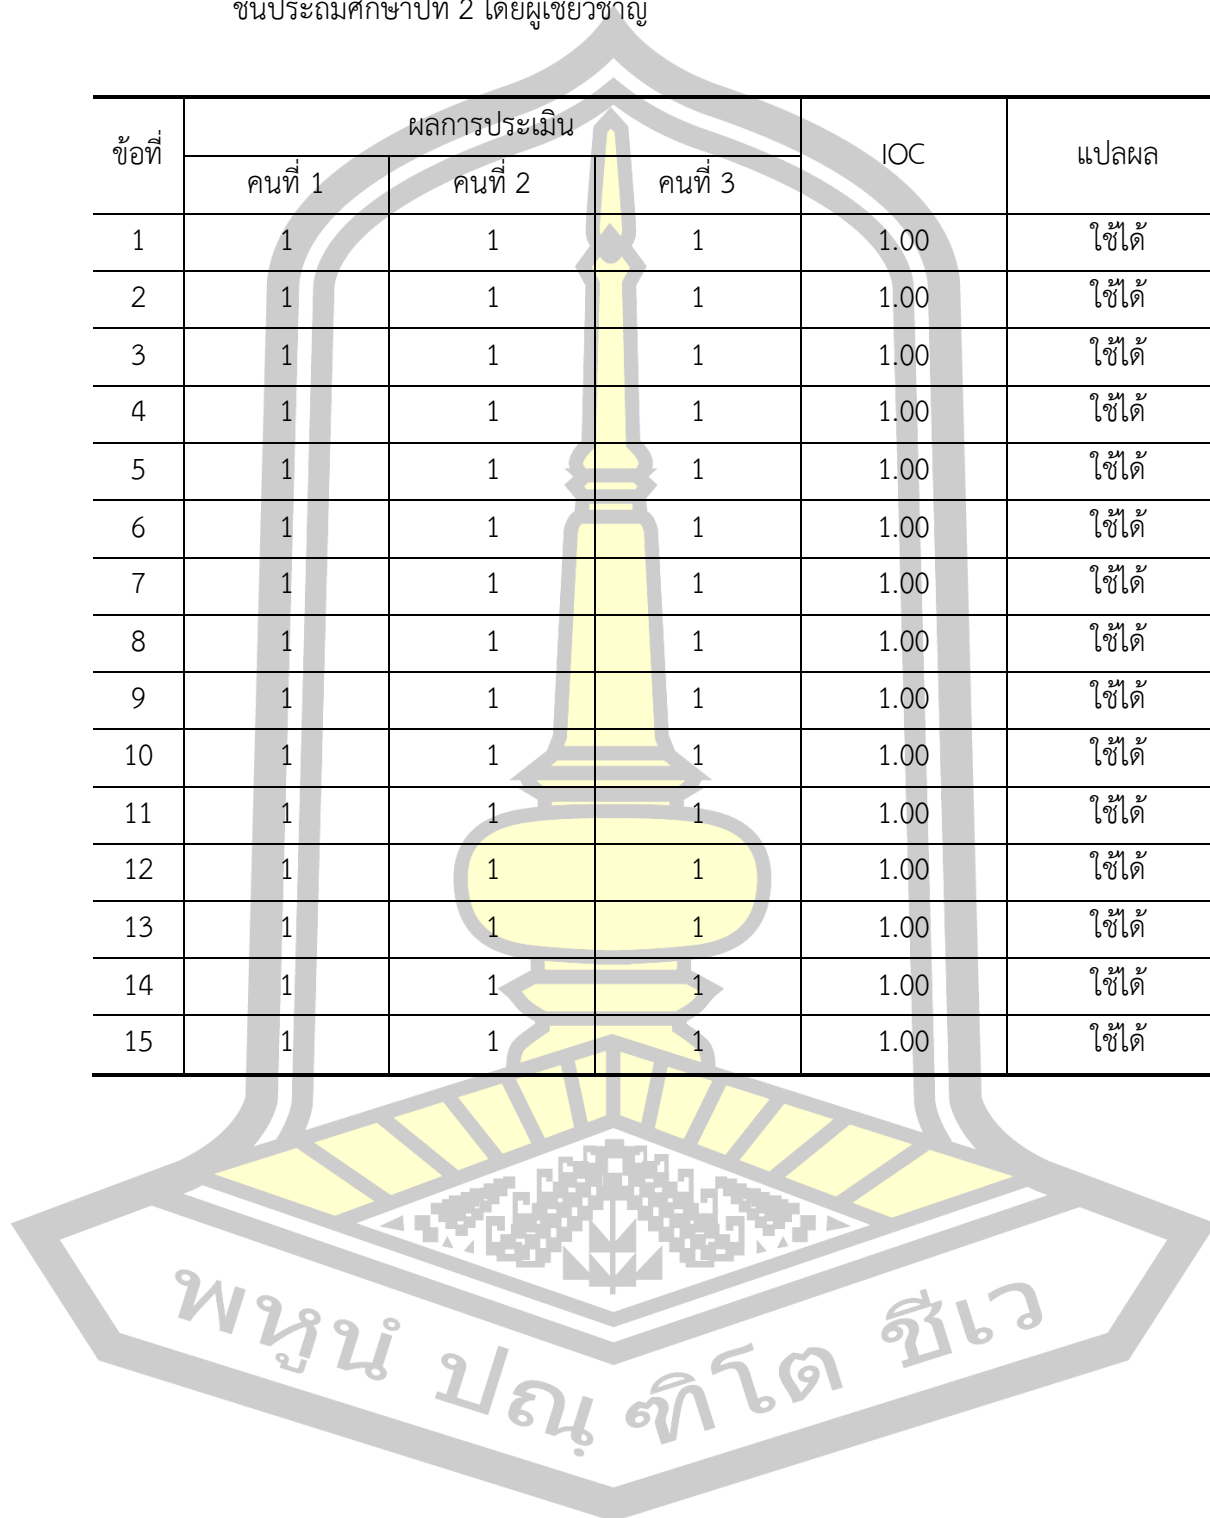 ชั้นประถมศึกษาปีที่ 2 โดยผู้เชี่ยวชาญ
ข้อที่ ผลการประเมิน IOC แปลผล
คนที่ 1 คนที่ 2 คนที่ 3
1 1 1 1 1.00 ใช้ได้
2 1 1 1 1.00 ใช้ได้
3 1 1 1 1.00 ใช้ได้
4 1 1 1 1.00 ใช้ได้
5 1 1 1 1.00 ใช้ได้
6 1 1 1 1.00 ใช้ได้
7 1 1 1 1.00 ใช้ได้
8 1 1 1 1.00 ใช้ได้
9 1 1 1 1.00 ใช้ได้
10 1 1 1 1.00 ใช้ได้
11 1 1 1 1.00 ใช้ได้
12 1 1 1 1.00 ใช้ได้
13 1 1 1 1.00 ใช้ได้
14 1 1 1 1.00 ใช้ได้
15 1 1 1 1.00 ใช้ได้
พหูนํ ปณฺ ฑิโต ชีเว